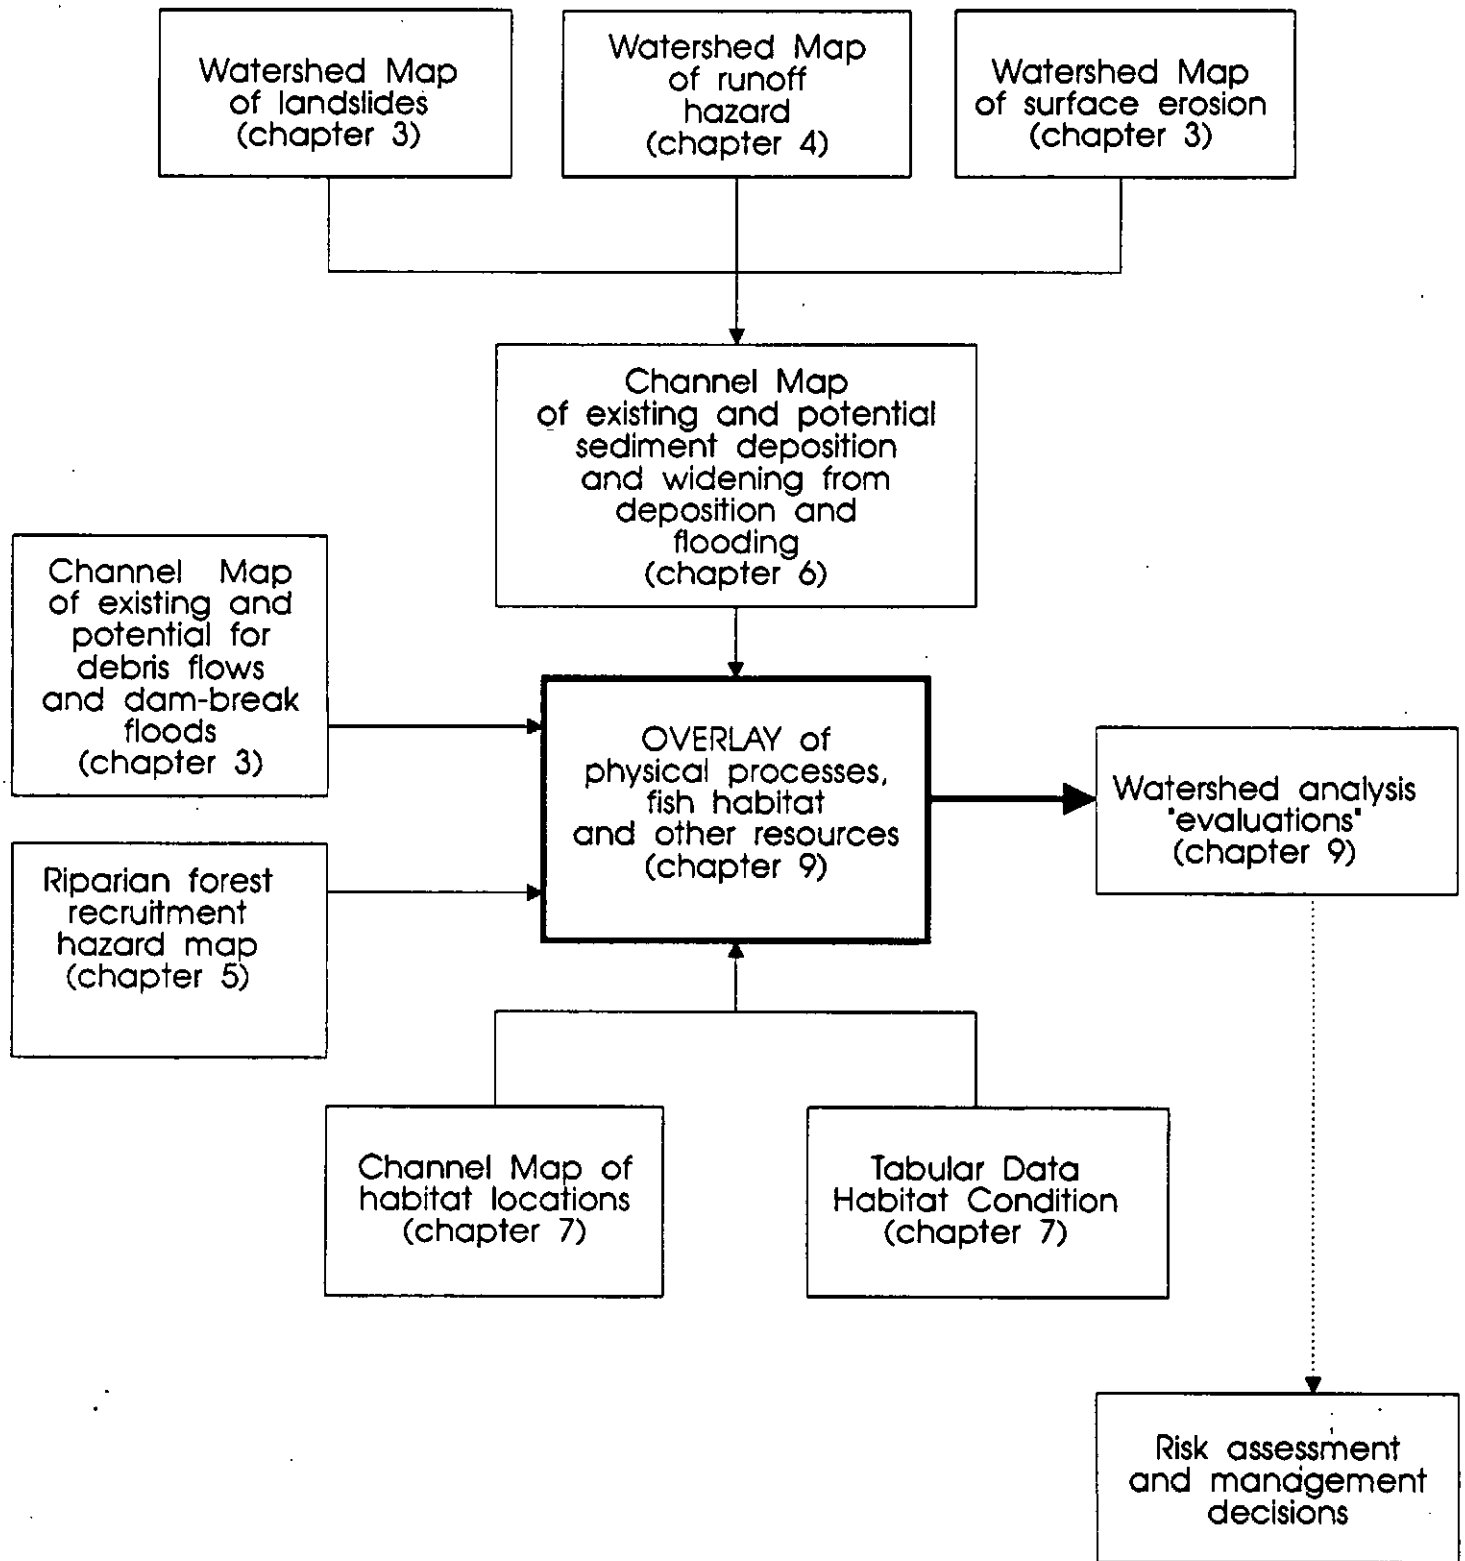 Watershed Map
of landslides
(chapter 3)
Watershed Map
of runoff
hazard
(chapter 4)
Watershed Map
of surface erosion
(chapter 3)
Channel Map
of existing and potential
sediment deposition
and widening from
deposition and
flooding
(chapter 6)
Channel Map
of existing and
potential for
debris flows
and dam-break
floods
(chapter 3)
OVERLAY of
physical processes,
fish habitat
and other resources
(chapter 9)
Watershed analysis
"evaluations"
(chapter 9)
Riparian forest
recruitment
hazard map
(chapter 5)
Channel Map of
habitat locations
(chapter 7)
Tabular Data
Habitat Condition
(chapter 7)
Risk assessment
and management
decisions